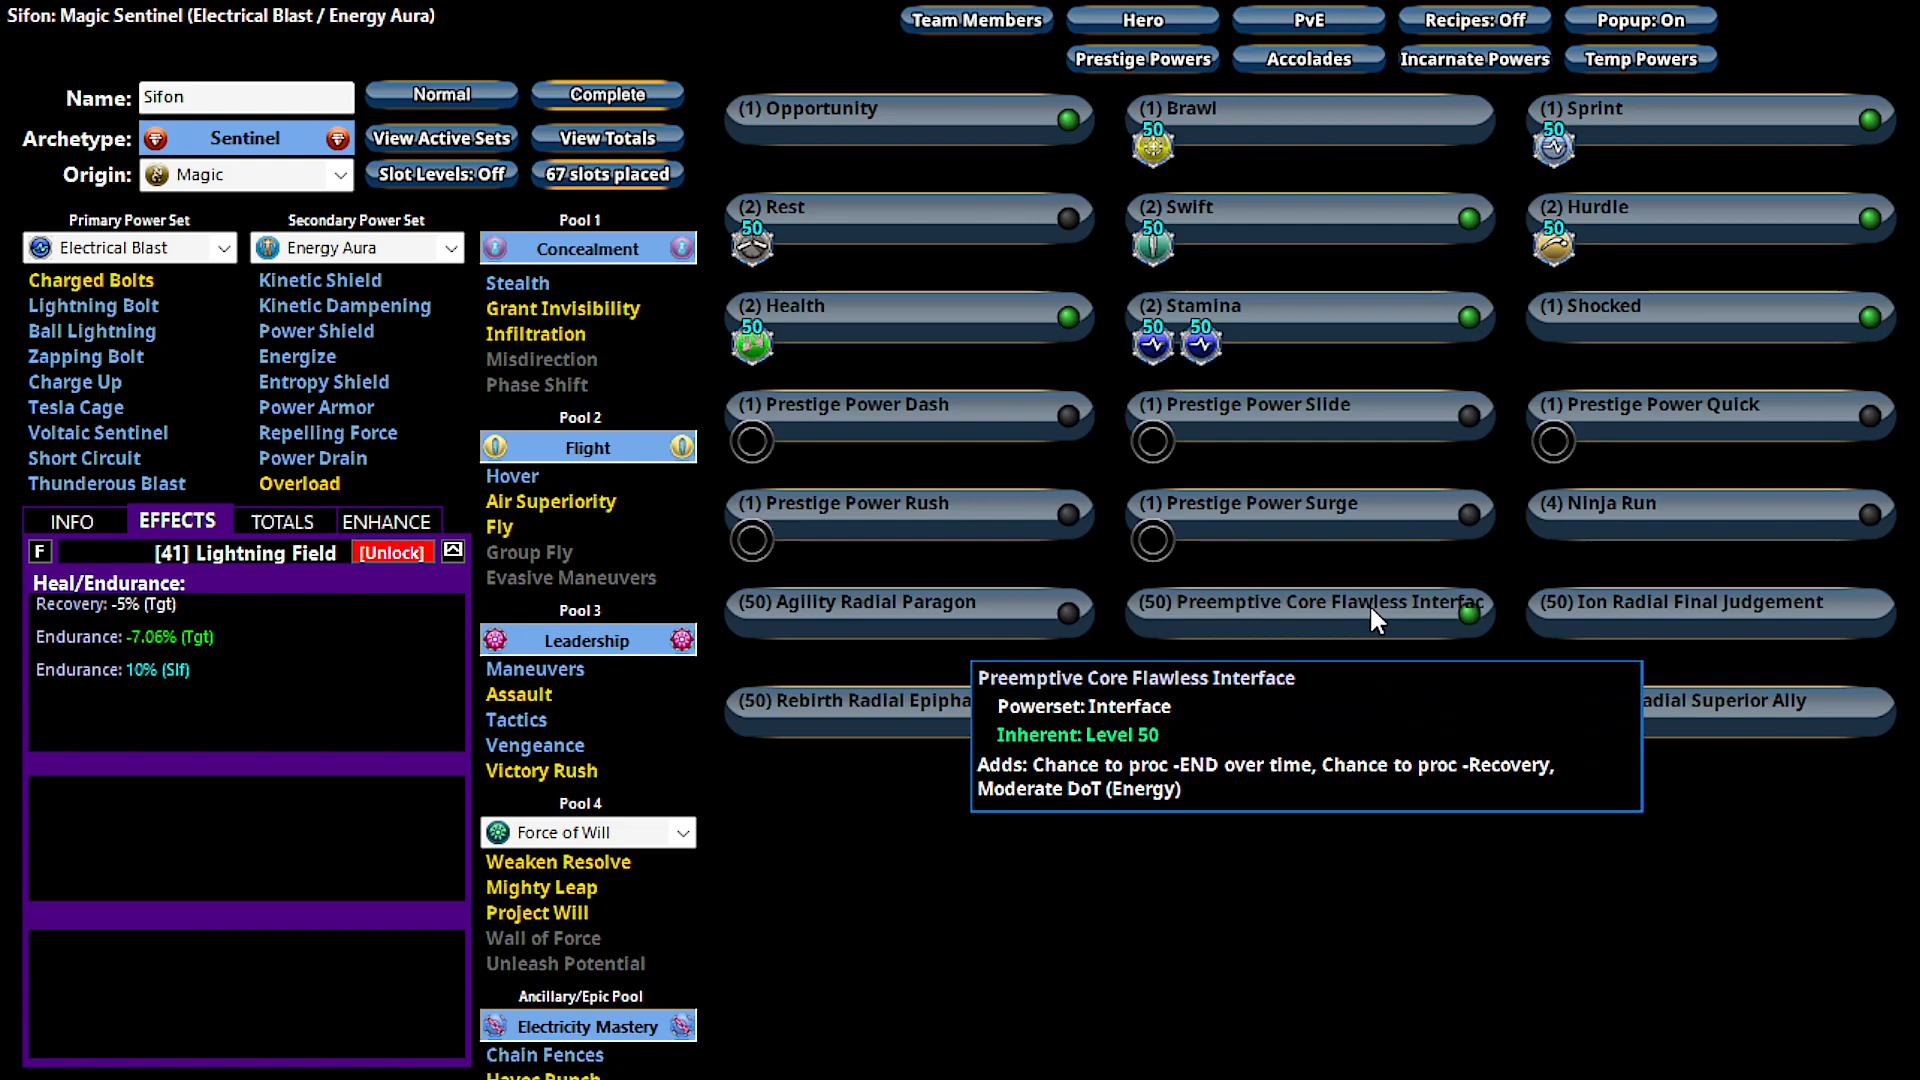 Sifon: Magic Sentinel (Electrical Blast / Energy Aura)
Team Members
Hero
PvE
Recipes: Off
Popup: On
Prestige Powers
Accolades
Incarnate Powers
Temp Powers
Name:
Sifon
Normal
Complete
Archetype:
Sentinel
View Active Sets
View Totals
Origin:
Magic
Slot Levels: Off
67 slots placed
Primary Power Set
Electrical Blast
Charged Bolts
Lightning Bolt
Ball Lightning
Zapping Bolt
Charge Up
Tesla Cage
Voltaic Sentinel
Short Circuit
Thunderous Blast
Secondary Power Set
Energy Aura
Kinetic Shield
Kinetic Dampening
Power Shield
Energize
Entropy Shield
Power Armor
Repelling Force
Power Drain
Overload
Pool 1
Concealment
Stealth
Grant Invisibility
Infiltration
Misdirection
Phase Shift
Pool 2
Flight
Hover
Air Superiority
Fly
Group Fly
Evasive Maneuvers
Pool 3
Leadership
Maneuvers
Assault
Tactics
Vengeance
Victory Rush
Pool 4
Force of Will
Weaken Resolve
Mighty Leap
Project Will
Wall of Force
Unleash Potential
Ancillary/Epic Pool
Electricity Mastery
Chain Fences
INFO
EFFECTS
TOTALS
ENHANCE
F
[41] Lightning Field
[Unlock]
Heal/Endurance:
Recovery: -5% (Tgt)
Endurance: -7.06% (Tgt)
Endurance: 10% (Slf)
(1) Opportunity
(1) Brawl
50
(1) Sprint
50
(2) Rest
50
(2) Swift
50
(2) Hurdle
50
(2) Health
50
(2) Stamina
50
50
(1) Shocked
(1) Prestige Power Dash
(1) Prestige Power Slide
(1) Prestige Power Quick
(1) Prestige Power Rush
(1) Prestige Power Surge
(4) Ninja Run
(50) Agility Radial Paragon
(50) Preemptive Core Flawless Interfac
(50) Ion Radial Final Judgement
(50) Rebirth Radial Epipha
adial Superior Ally
Preemptive Core Flawless Interface
Powerset: Interface
Inherent: Level 50
Adds: Chance to proc -END over time, Chance to proc -Recovery,
Moderate DoT (Energy)